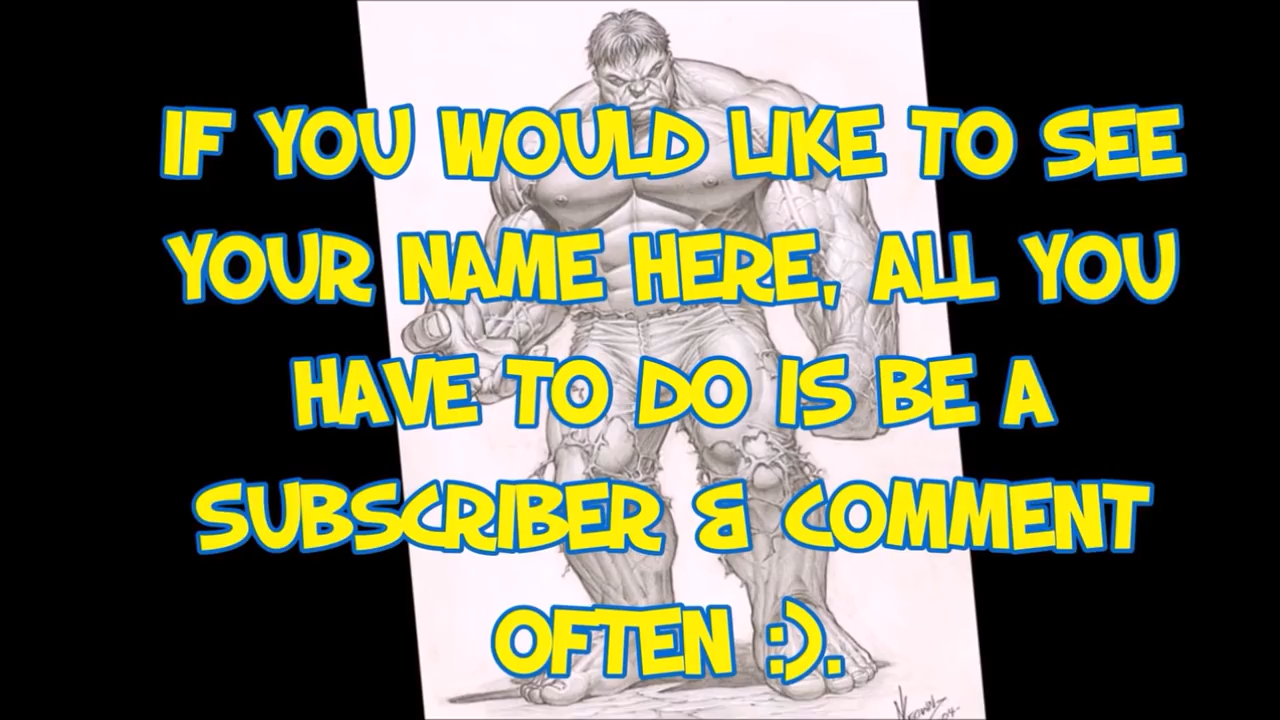 IF YOU WOULD LIKE TO SEE
YOUR NAME HERE, ALL YOU
HAVE TO DO IS BE A
SUBSCRIBER & COMMENT
OFTEN :).